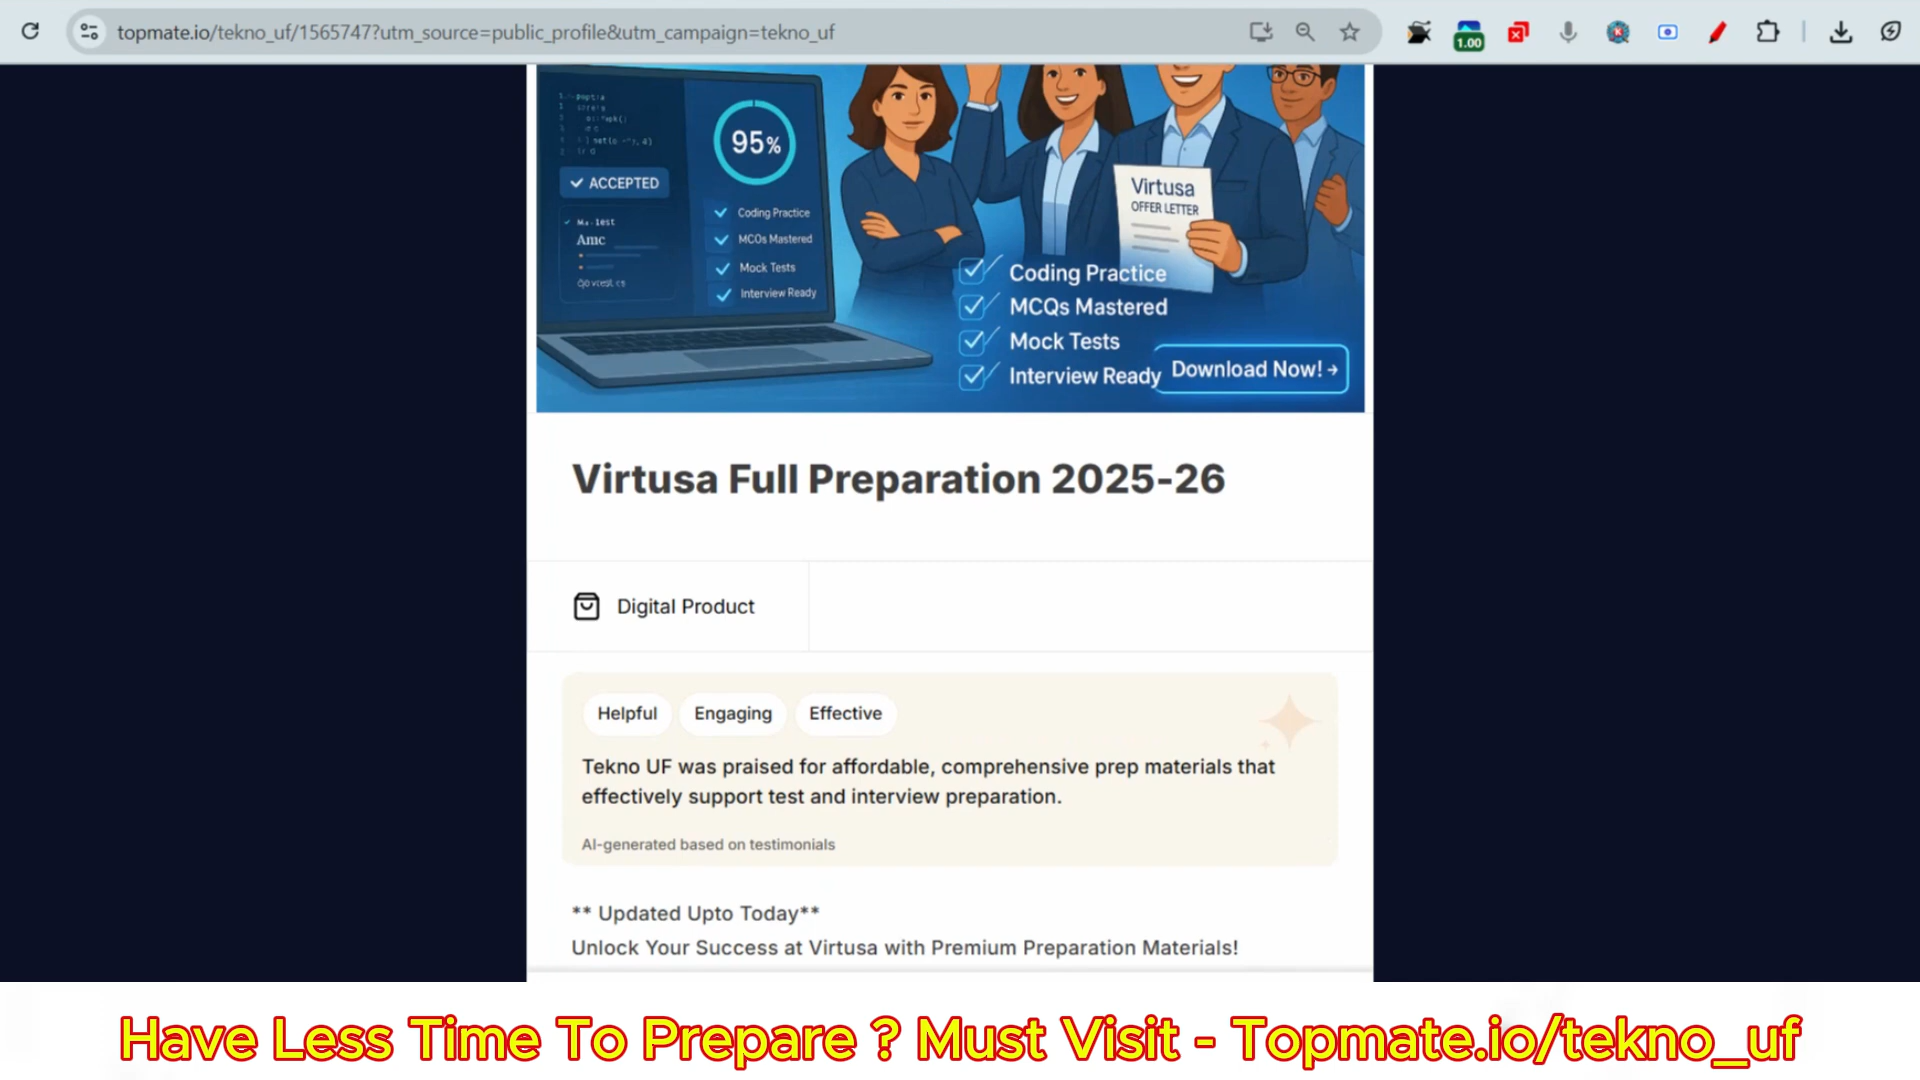 topmate.io/tekno_uf/1565747?utm_source=public_profile&utm_campaign=tekno_uf
1.00
95%
ACCEPTED
Coding Practice
MCOs Mastered
Mock Tests
Interview Ready
Amc
Virtusa
OFFER LETTER
Coding Practice
MCQs Mastered
Mock Tests
Interview Ready
Download Now! →
Virtusa Full Preparation 2025-26
Digital Product
Helpful
Engaging
Effective
Tekno UF was praised for affordable, comprehensive prep materials that
effectively support test and interview preparation.
AI-generated based on testimonials
** Updated Upto Today**
Unlock Your Success at Virtusa with Premium Preparation Materials!
Have Less Time To Prepare ? Must Visit - Topmate.io/tekno_uf